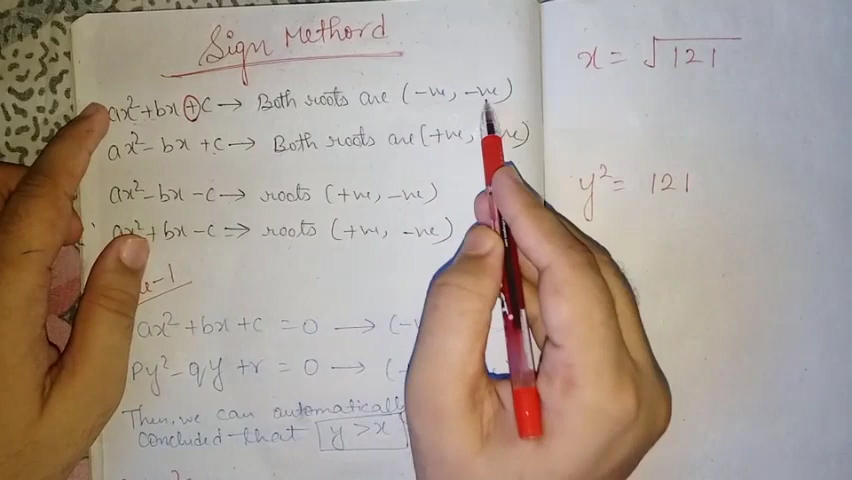 Sign Methord
ax²+bx+c → Both roots are (-ve, -ve)
ax²-bx+c → Both roots are (+ve, ve)
ax²-bx-c → roots (+ve, -ve)
ax²+bx-c → roots (+ve, -ve)
-1
ax²+bx+c = 0 → (-
py²-qy+r = 0 → (
Then, we can automatically
concluded that y > x
x = √121
y² = 121